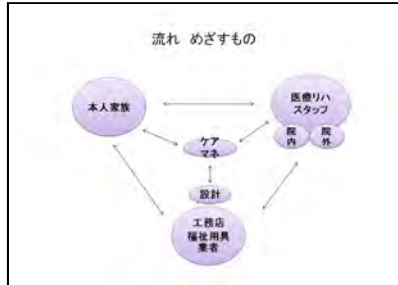 流れ めざすもの
本人家族
医療リハ
スタッフ
院
内
院
外
ケア
マネ
設計
工務店
福祉用具
業者